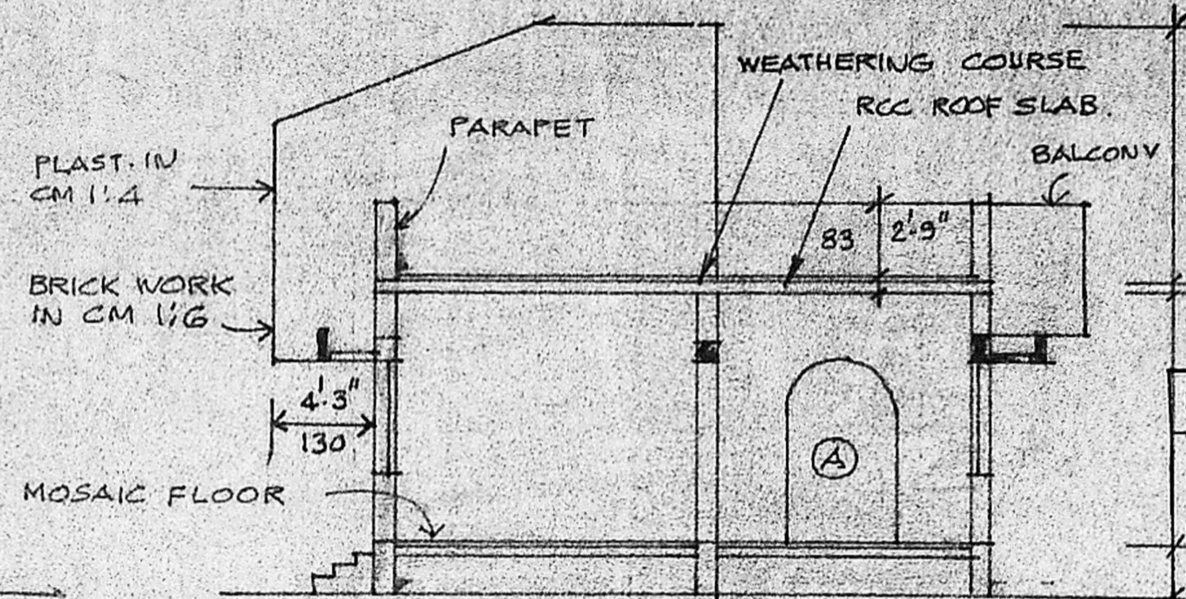 WEATHERING COURSE
RCC ROOF SLAB.
PARAPET
BALCONY
PLAST. IN
CM 1:4
83 2'-9"
BRICK WORK
IN CM 1:6
4'-3"
130
A
MOSAIC FLOOR